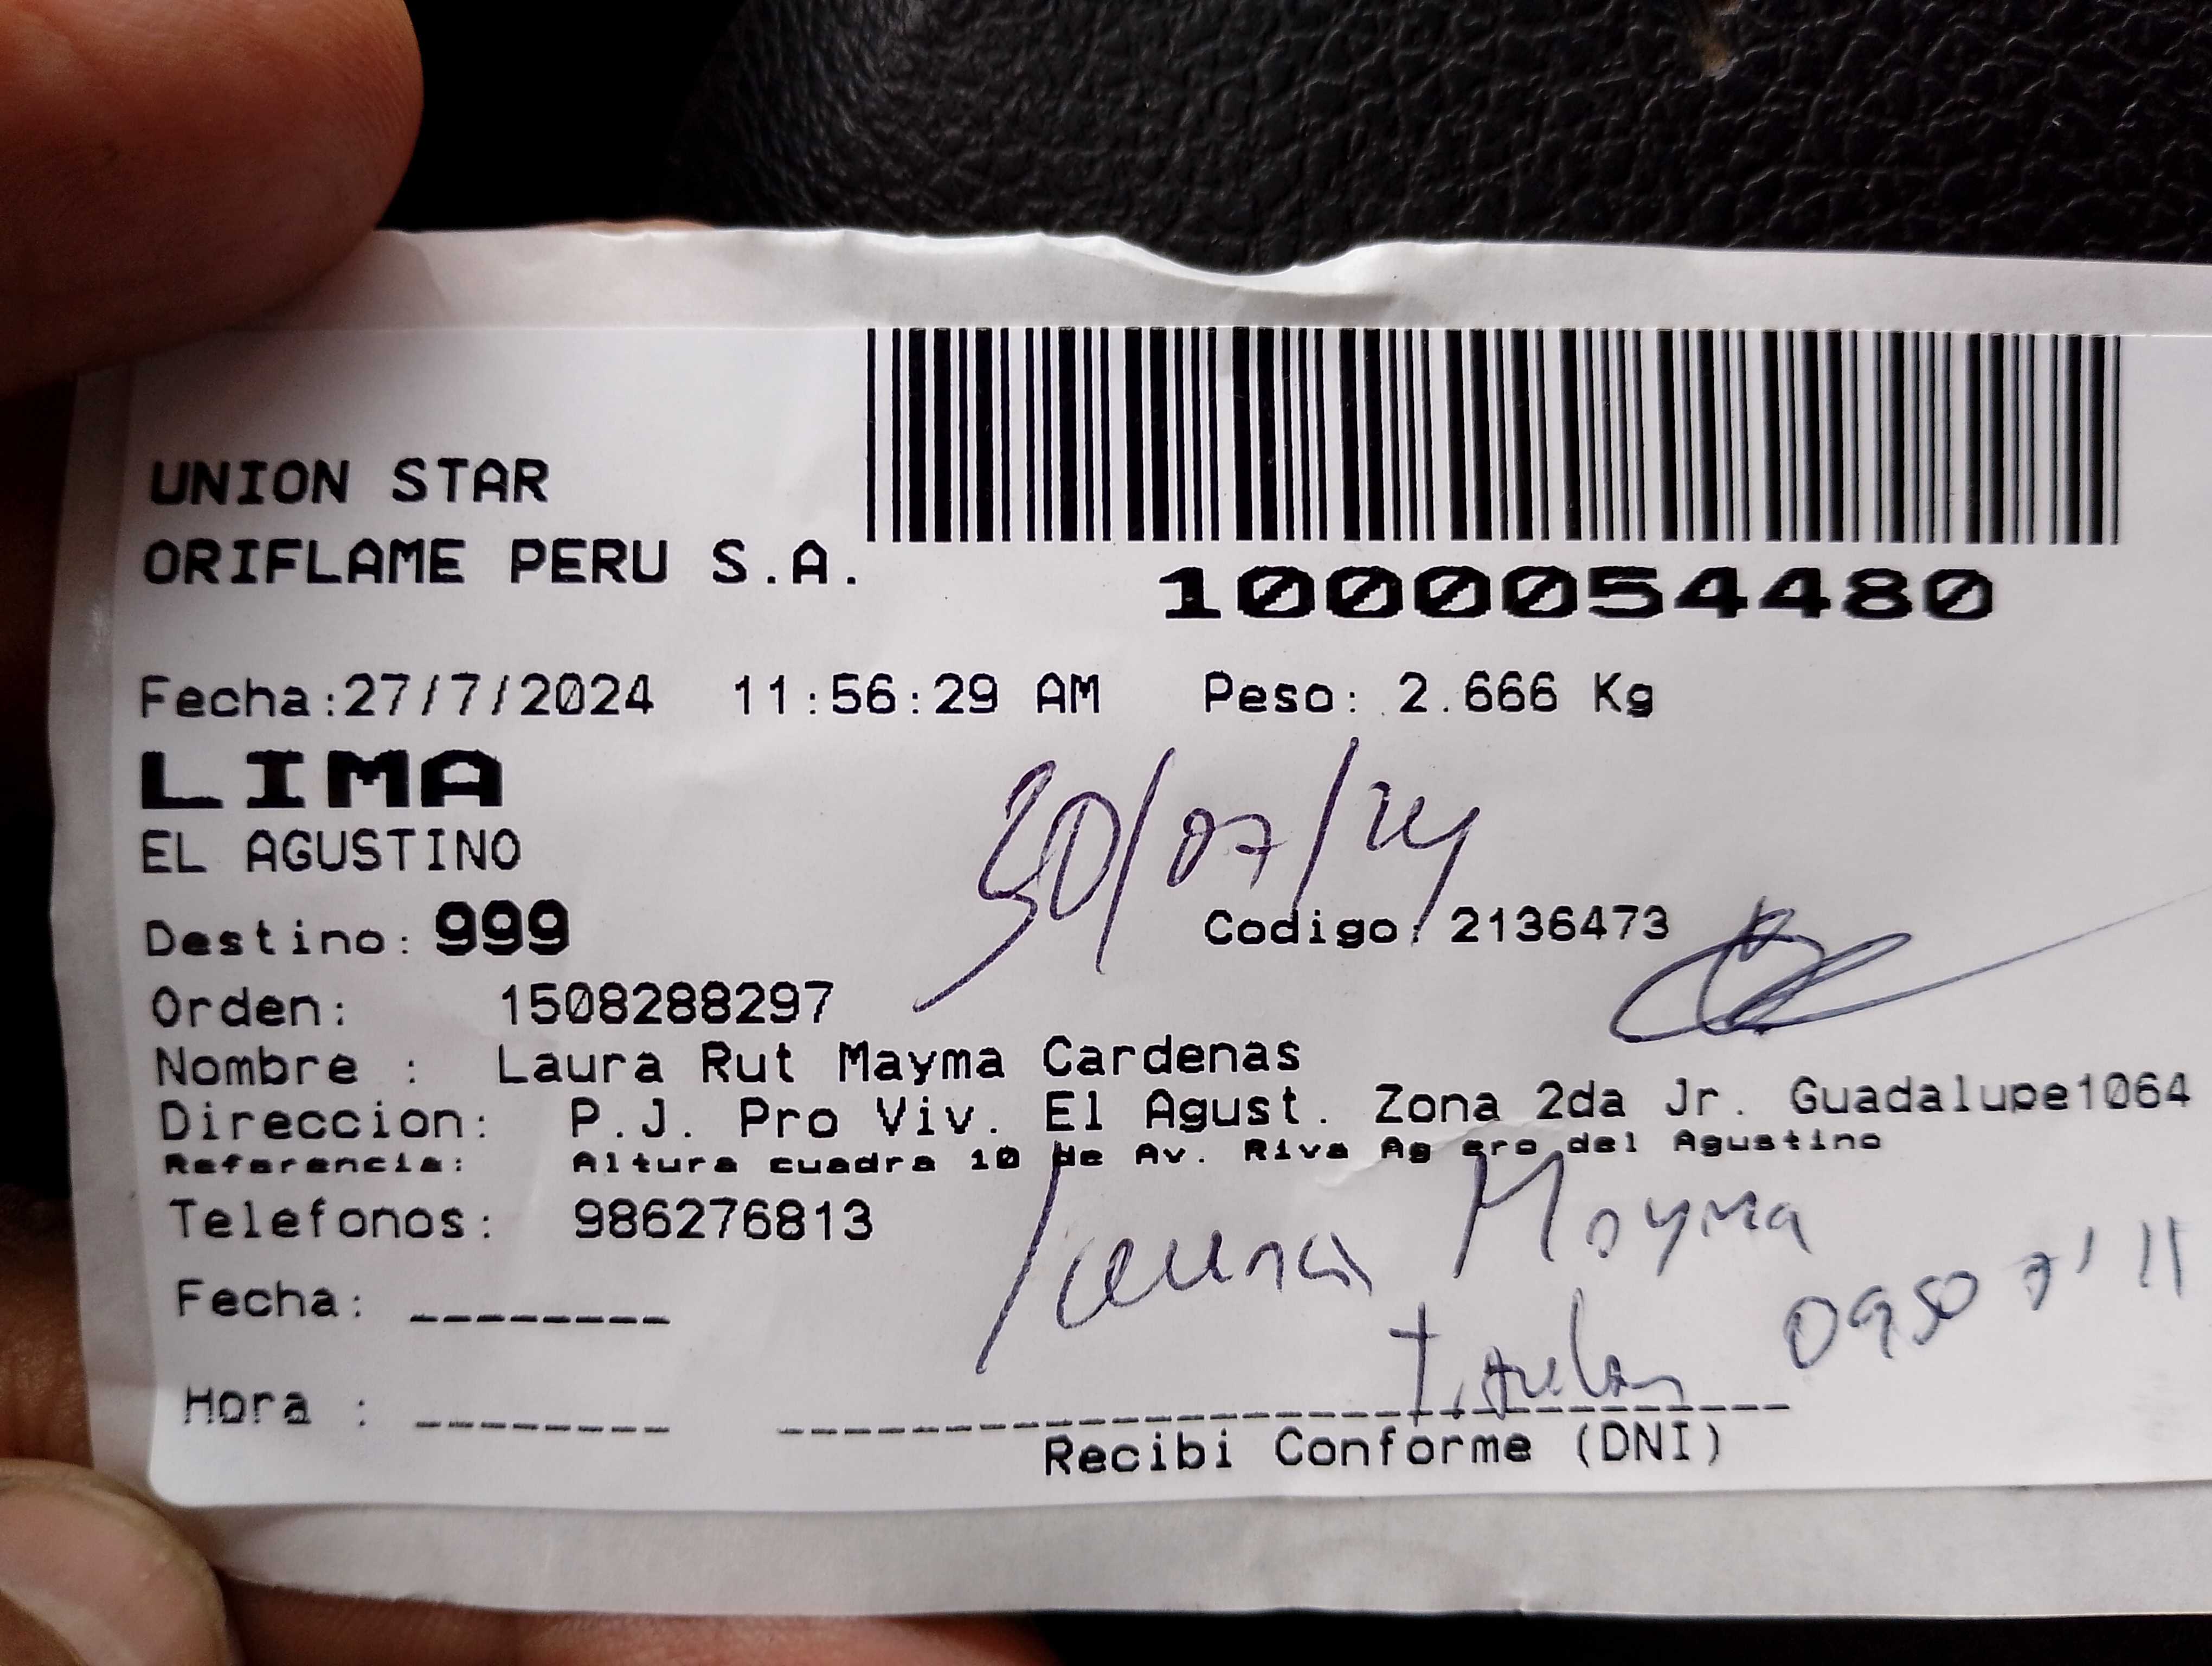 UNION STAR
ORIFLAME PERU S.A.
1000054480
Fecha:27/7/2024 11:56:29 AM Peso: 2.666 Kg
LIMA
30/07/24
EL AGUSTINO
Destino: 999 Codigo: 2136473
Orden: 1508288297
Nombre : Laura Rut Mayma Cardenas
Direccion: P.J. Pro Viv. El Agust. Zona 2da Jr. Guadalupe1064
Referencia: Altura cuadra 10 de Av. Riva Ag ero del Agustino
Telefonos: 986276813
Laura Mayma
Fecha: ________
Hora : ________
Recibi Conforme (DNI)